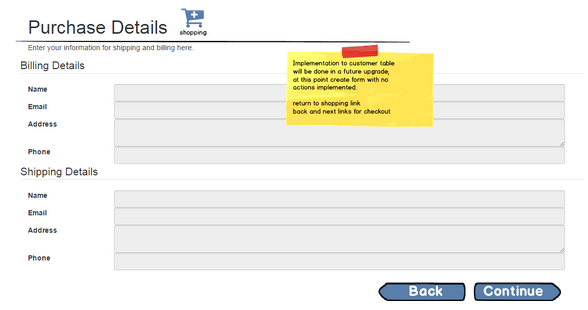 Purchase Details
shopping
Enter your information for shipping and billing here.
Implementation to customer table
will be done in a future upgrade,
at this point create form with no
actions implemented.
return to shopping link
back and next links for checkout
Billing Details
Name
Email
Address
Phone
Shipping Details
Name
Email
Address
Phone
Back
Continue